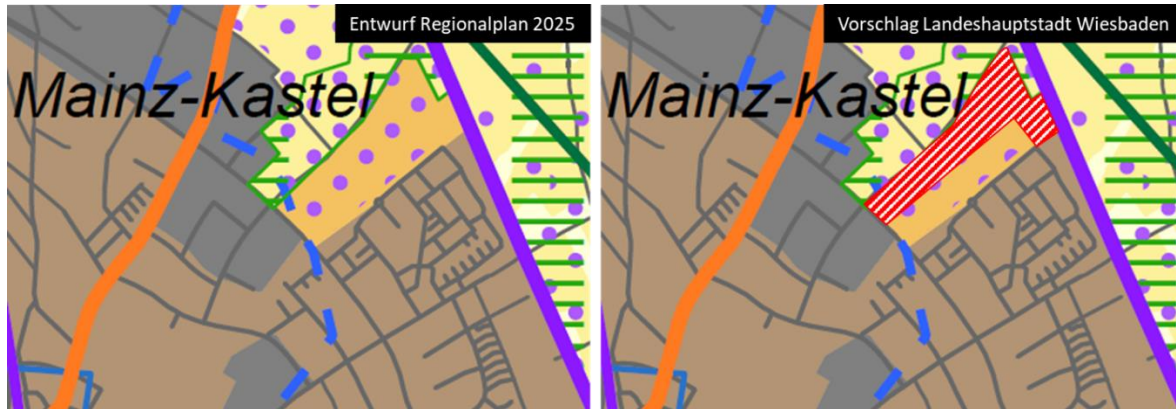 Entwurf Regionalplan 2025
Mainz-Kastel
Vorschlag Landeshauptstadt Wiesbaden
Mainz-Kastel